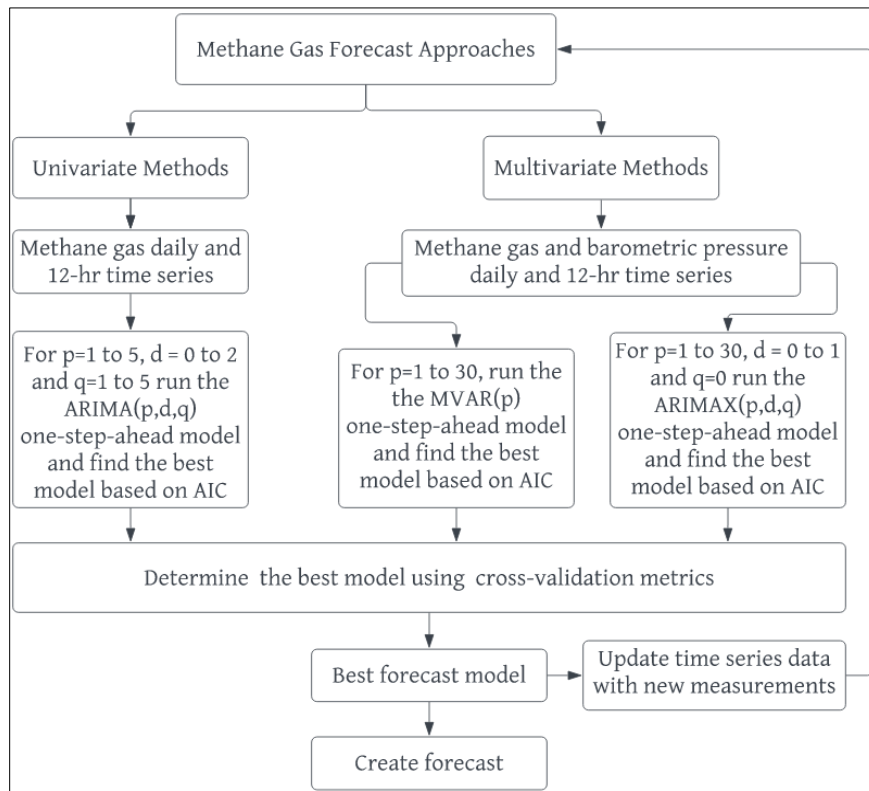 Methane Gas Forecast Approaches
Univariate Methods
Multivariate Methods
Methane gas daily and
12-hr time series
Methane gas and barometric pressure
daily and 12-hr time series
For p=1 to 5, d = 0 to 2
and q=1 to 5 run the
ARIMA(p,d,q)
one-step-ahead model
and find the best
model based on AIC
For p=1 to 30, run the
the MVAR(p)
one-step-ahead model
and find the best
model based on AIC
For p=1 to 30, d = 0 to 1
and q=0 run the
ARIMAX(p,d,q)
one-step-ahead model
and find the best
model based on AIC
Determine the best model using cross-validation metrics
Best forecast model
Update time series data
with new measurements
Create forecast